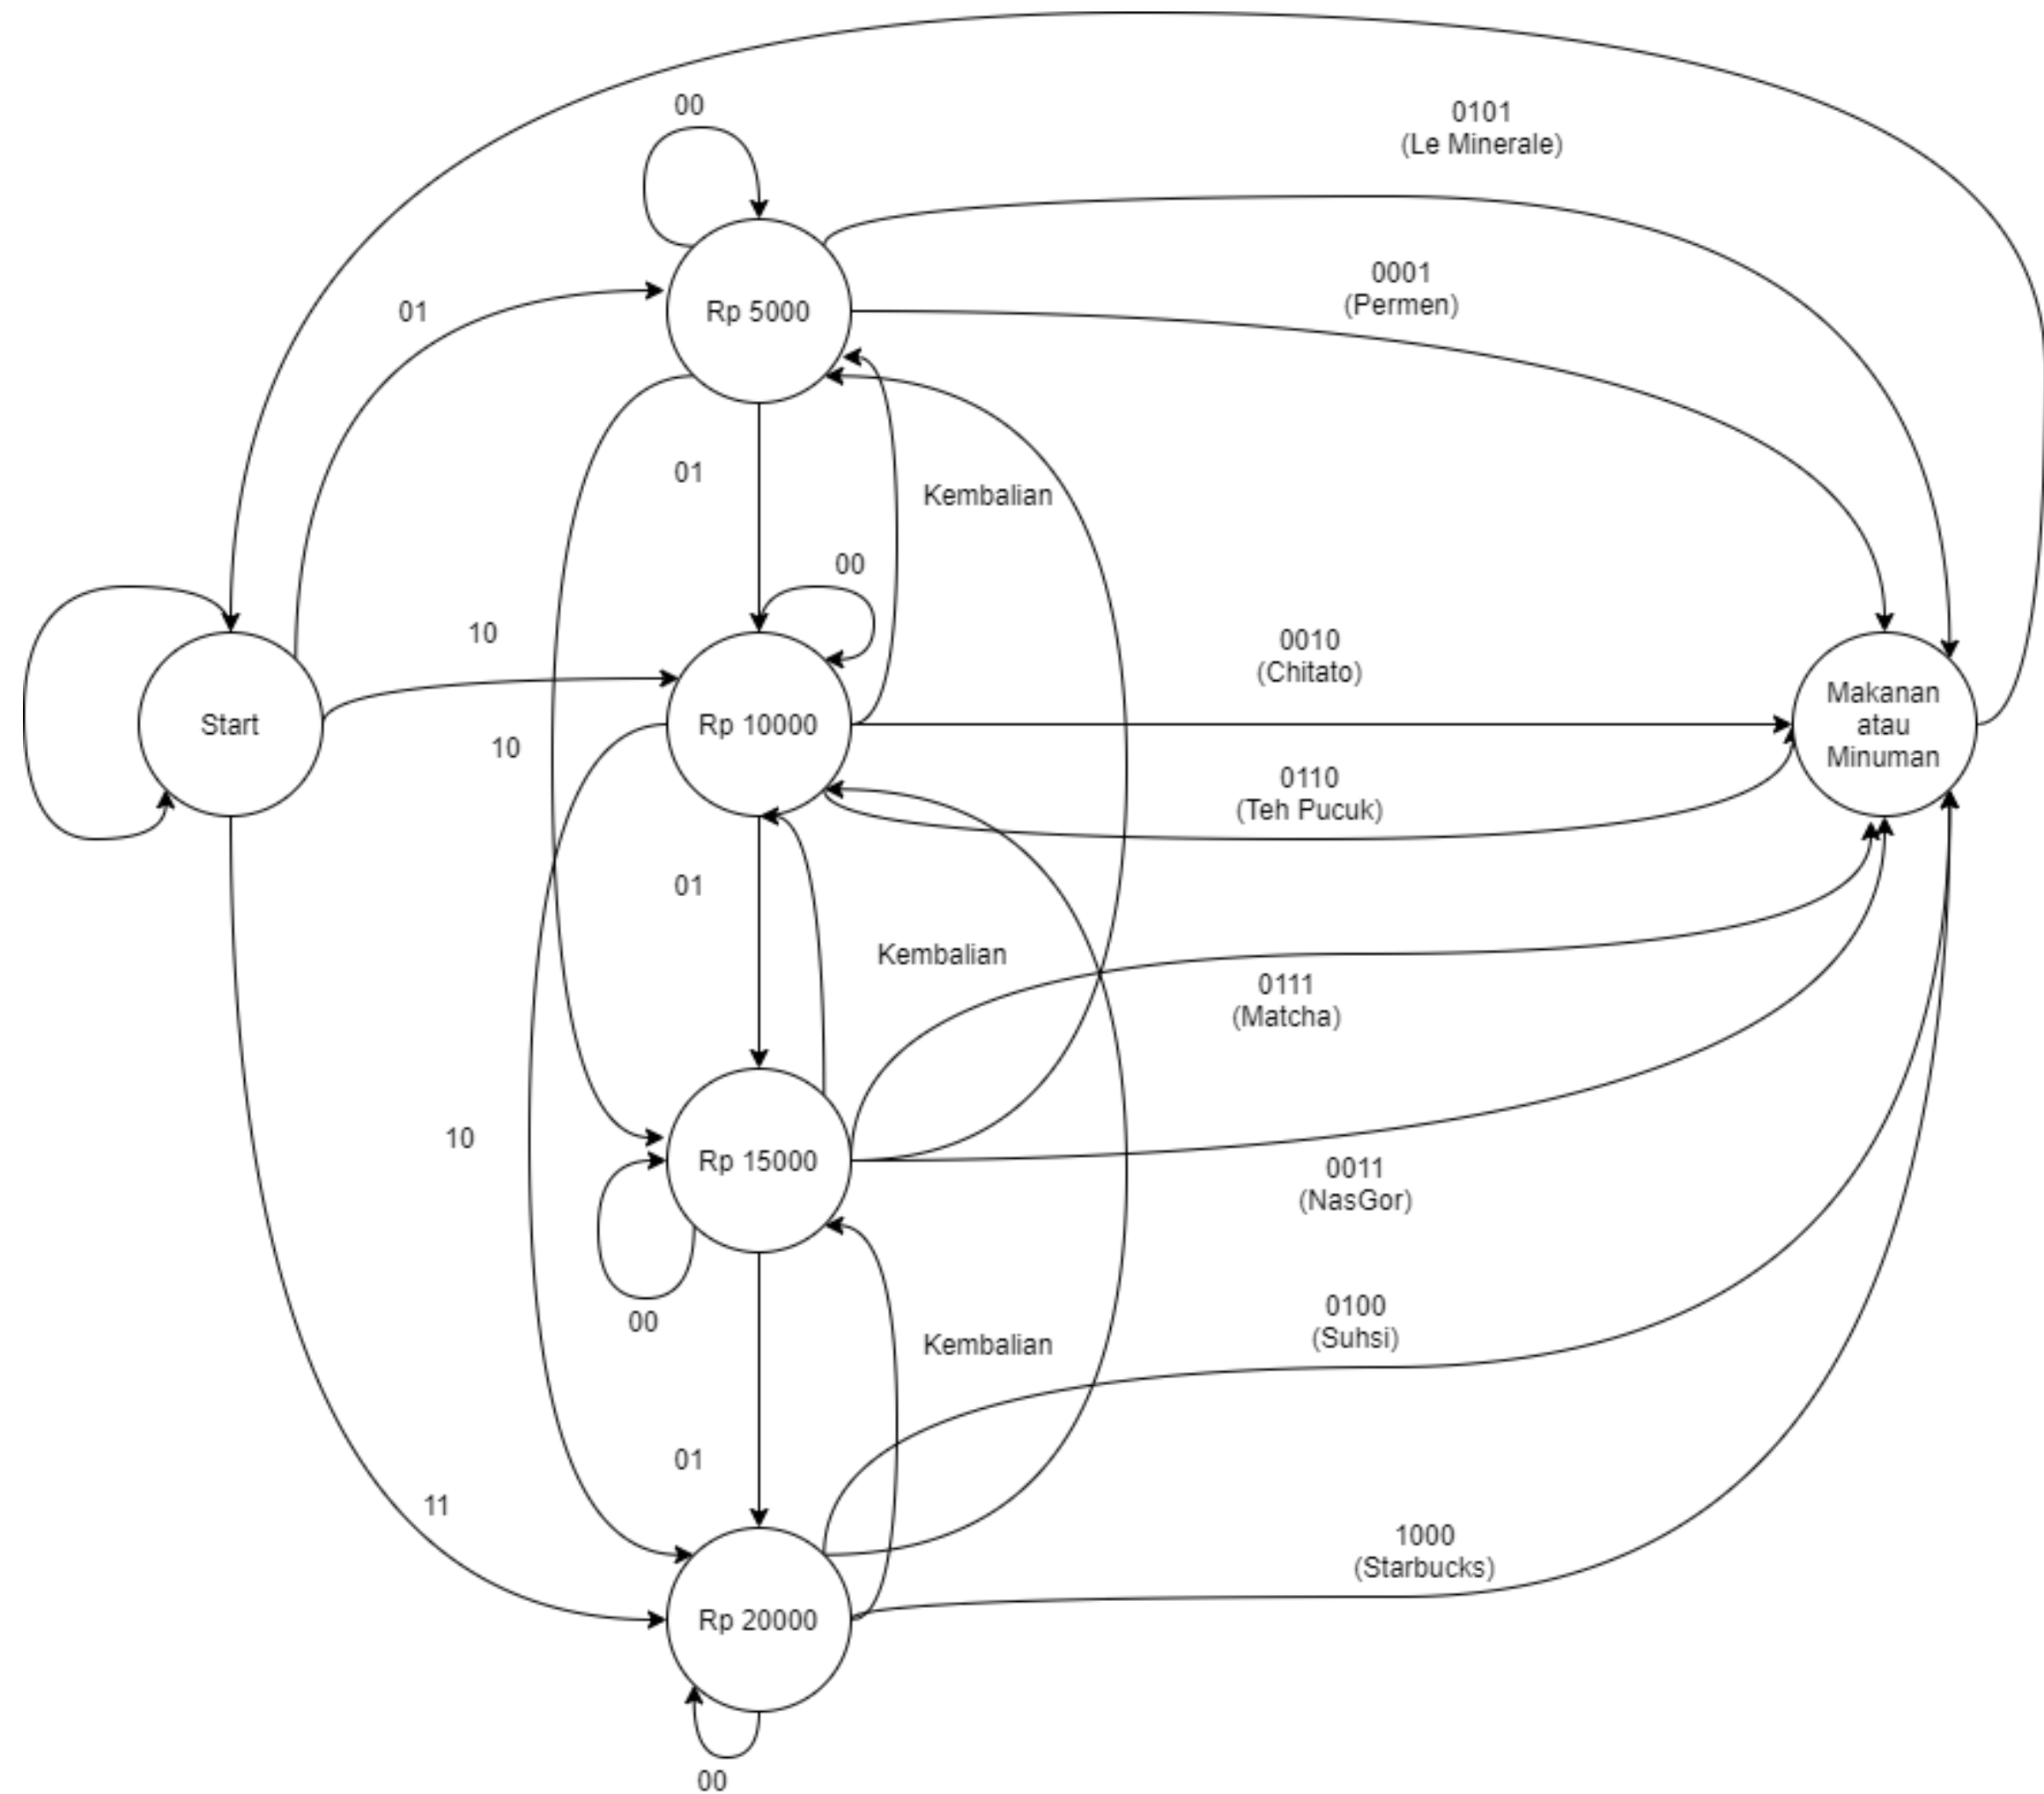 00
0101
(Le Minerale)
0001
(Permen)
01
Rp 5000
01
Kembalian
00
10
0010
(Chitato)
Start
10
Rp 10000
Makanan
atau
Minuman
0110
(Teh Pucuk)
01
Kembalian
0111
(Matcha)
10
Rp 15000
0011
(NasGor)
00
0100
(Suhsi)
Kembalian
01
11
1000
(Starbucks)
Rp 20000
00